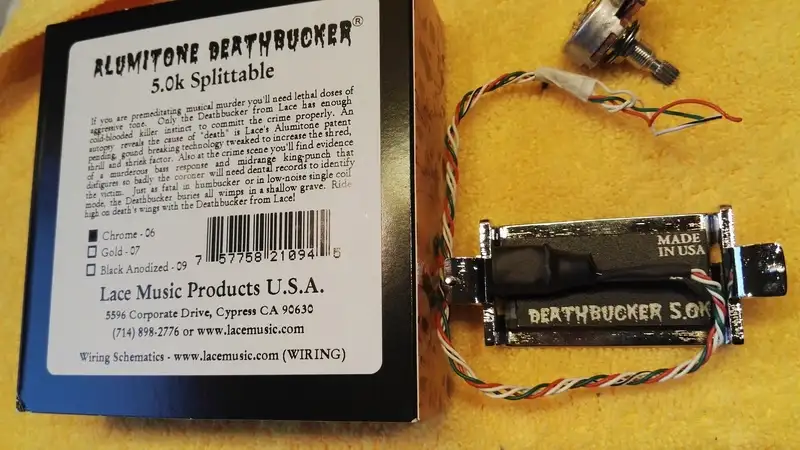 ALUMITONE DEATHBUCKER®
5.0k Splittable
If you are premeditating musical murder you'll need lethal doses of
aggressive tone. Only the Deathbucker from Lace has enough
cold-blooded killer instinct to committ the crime properly. An
autopsy reveals the cause of "death" is Lace's Alumitone patent
pending, gound breaking technology tweaked to increase the shred,
shrill and shriek factor. Also at the crime scene you'll find evidence
of a murderous bass response and midrange king-punch that
disfigures so badly the coroner will need dental records to identify
the victim. Just as fatal in humbucker or in low-noise single coil
mode, the Deathbucker buries all wimps in a shallow grave. Ride
high on death's wings with the Deathbucker from Lace!
Chrome - 06
Gold - 07
Black Anodized - 09
7 57758 21094 5
Lace Music Products U.S.A.
5596 Corporate Drive, Cypress CA 90630
(714) 898-2776 or www.lacemusic.com
Wiring Schematics - www.lacemusic.com (WIRING)
MADE
IN USA
DEATHBUCKER 5.0K